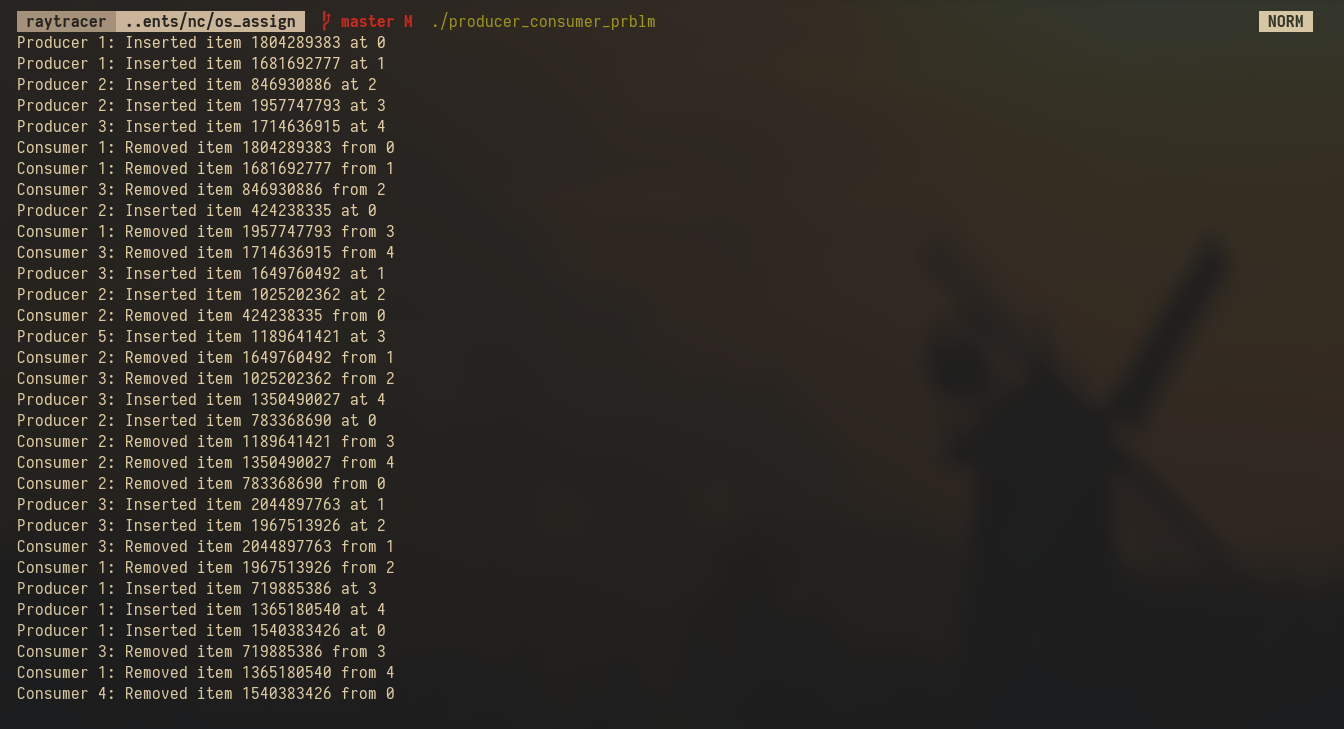 raytracer ..ents/nc/os_assign master M ./producer_consumer_prblm NORM
Producer 1: Inserted item 1804289383 at 0
Producer 1: Inserted item 1681692777 at 1
Producer 2: Inserted item 846930886 at 2
Producer 2: Inserted item 1957747793 at 3
Producer 3: Inserted item 1714636915 at 4
Consumer 1: Removed item 1804289383 from 0
Consumer 1: Removed item 1681692777 from 1
Consumer 3: Removed item 846930886 from 2
Producer 2: Inserted item 424238335 at 0
Consumer 1: Removed item 1957747793 from 3
Consumer 3: Removed item 1714636915 from 4
Producer 3: Inserted item 1649760492 at 1
Producer 2: Inserted item 1025202362 at 2
Consumer 2: Removed item 424238335 from 0
Producer 5: Inserted item 1189641421 at 3
Consumer 2: Removed item 1649760492 from 1
Consumer 3: Removed item 1025202362 from 2
Producer 3: Inserted item 1350490027 at 4
Producer 2: Inserted item 783368690 at 0
Consumer 2: Removed item 1189641421 from 3
Consumer 2: Removed item 1350490027 from 4
Consumer 2: Removed item 783368690 from 0
Producer 3: Inserted item 2044897763 at 1
Producer 3: Inserted item 1967513926 at 2
Consumer 3: Removed item 2044897763 from 1
Consumer 1: Removed item 1967513926 from 2
Producer 1: Inserted item 719885386 at 3
Producer 1: Inserted item 1365180540 at 4
Producer 1: Inserted item 1540383426 at 0
Consumer 3: Removed item 719885386 from 3
Consumer 1: Removed item 1365180540 from 4
Consumer 4: Removed item 1540383426 from 0